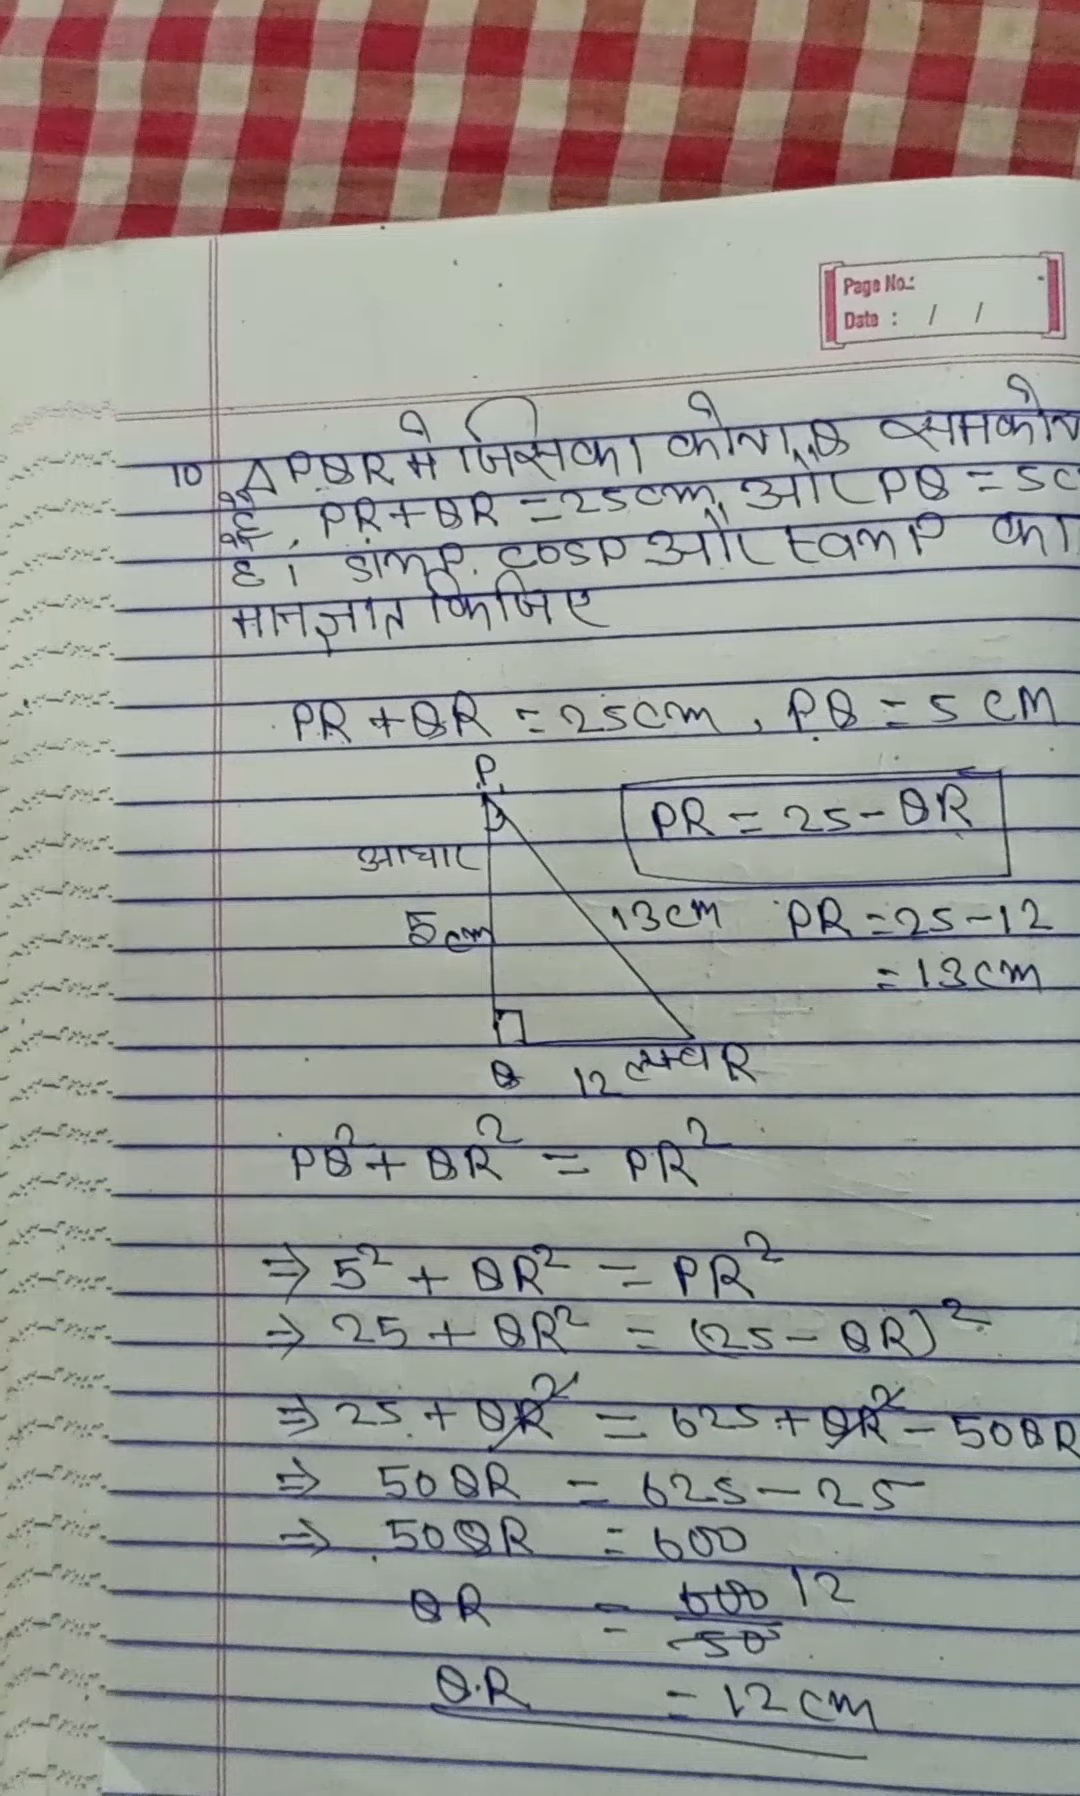 Page No.:
Date : / /
10 △PQR मे जिसका कोण Q समकोण
है, PR+QR = 25cm और PQ = 5c
है। sinp. cosp और tanp का
मान ज्ञात किजिए
PR + QR = 25cm, PQ = 5 CM
P
PR = 25-QR
आधार
5cm 13cm PR = 25-12
= 13cm
Q 12 लम्ब R
PQ² + QR² = PR²
⇒ 5² + QR² = PR²
⇒ 25 + QR² = (25 - QR)²
⇒ 25 + QR² = 625 + QR² - 50QR
⇒ 50QR = 625 - 25
⇒ 50QR = 600
QR = 600/50 12
Q.R = 12cm